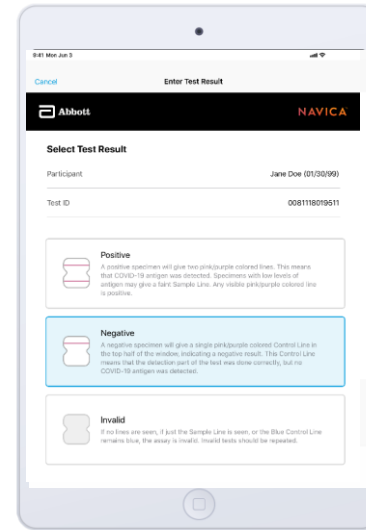 9:41 Mon Jun 3
Cancel
Enter Test Result
Abbott
NAVICA
Select Test Result
Participant
Jane Doe (01/30/99)
Test ID
0081118019511
Positive
A positive specimen will give two pink/purple colored lines. This means
that COVID-19 antigen was detected. Specimens with low levels of
antigen may give a faint Sample Line. Any visible pink/purple colored line
is positive.
Negative
A negative specimen will give a single pink/purple colored Control Line in
the top half of the window, indicating a negative result. This Control Line
means that the detection part of the test was done correctly, but no
COVID-19 antigen was detected.
Invalid
If no lines are seen, if just the Sample Line is seen, or the Blue Control Line
remains blue, the assay is invalid. Invalid tests should be repeated.